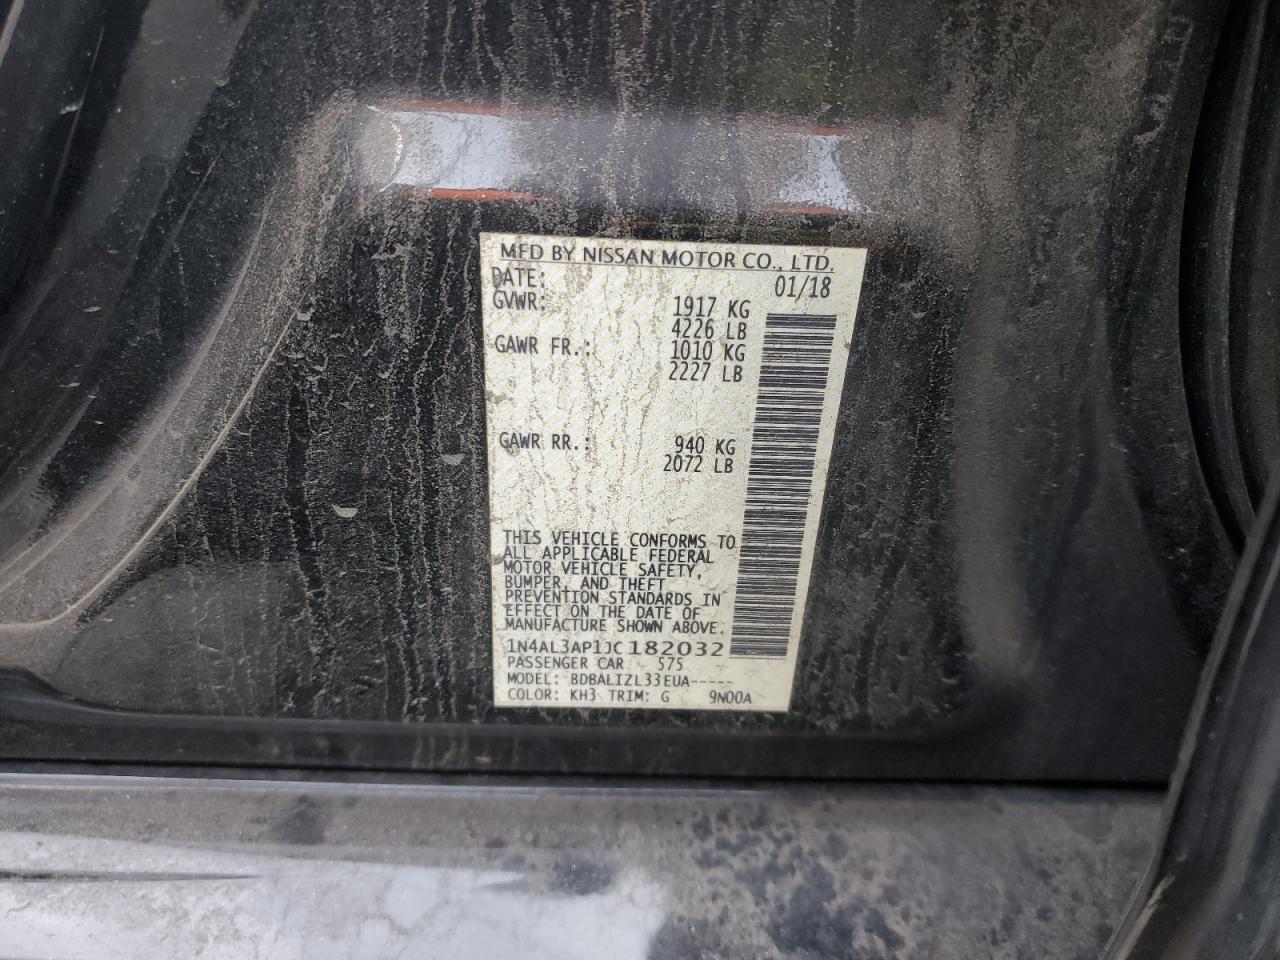 MFD BY NISSAN MOTOR CO., LTD.
DATE: 01/18
GVWR: 1917 KG
4226 LB
GAWR FR.: 1010 KG
2227 LB
GAWR RR.: 940 KG
2072 LB
THIS VEHICLE CONFORMS TO
ALL APPLICABLE FEDERAL
MOTOR VEHICLE SAFETY,
BUMPER, AND THEFT
PREVENTION STANDARDS IN
EFFECT ON THE DATE OF
MANUFACTURE SHOWN ABOVE.
1N4AL3AP1JC182032
PASSENGER CAR 575
MODEL: BDBALIZL33EUA-----
COLOR: KH3 TRIM: G 9N00A